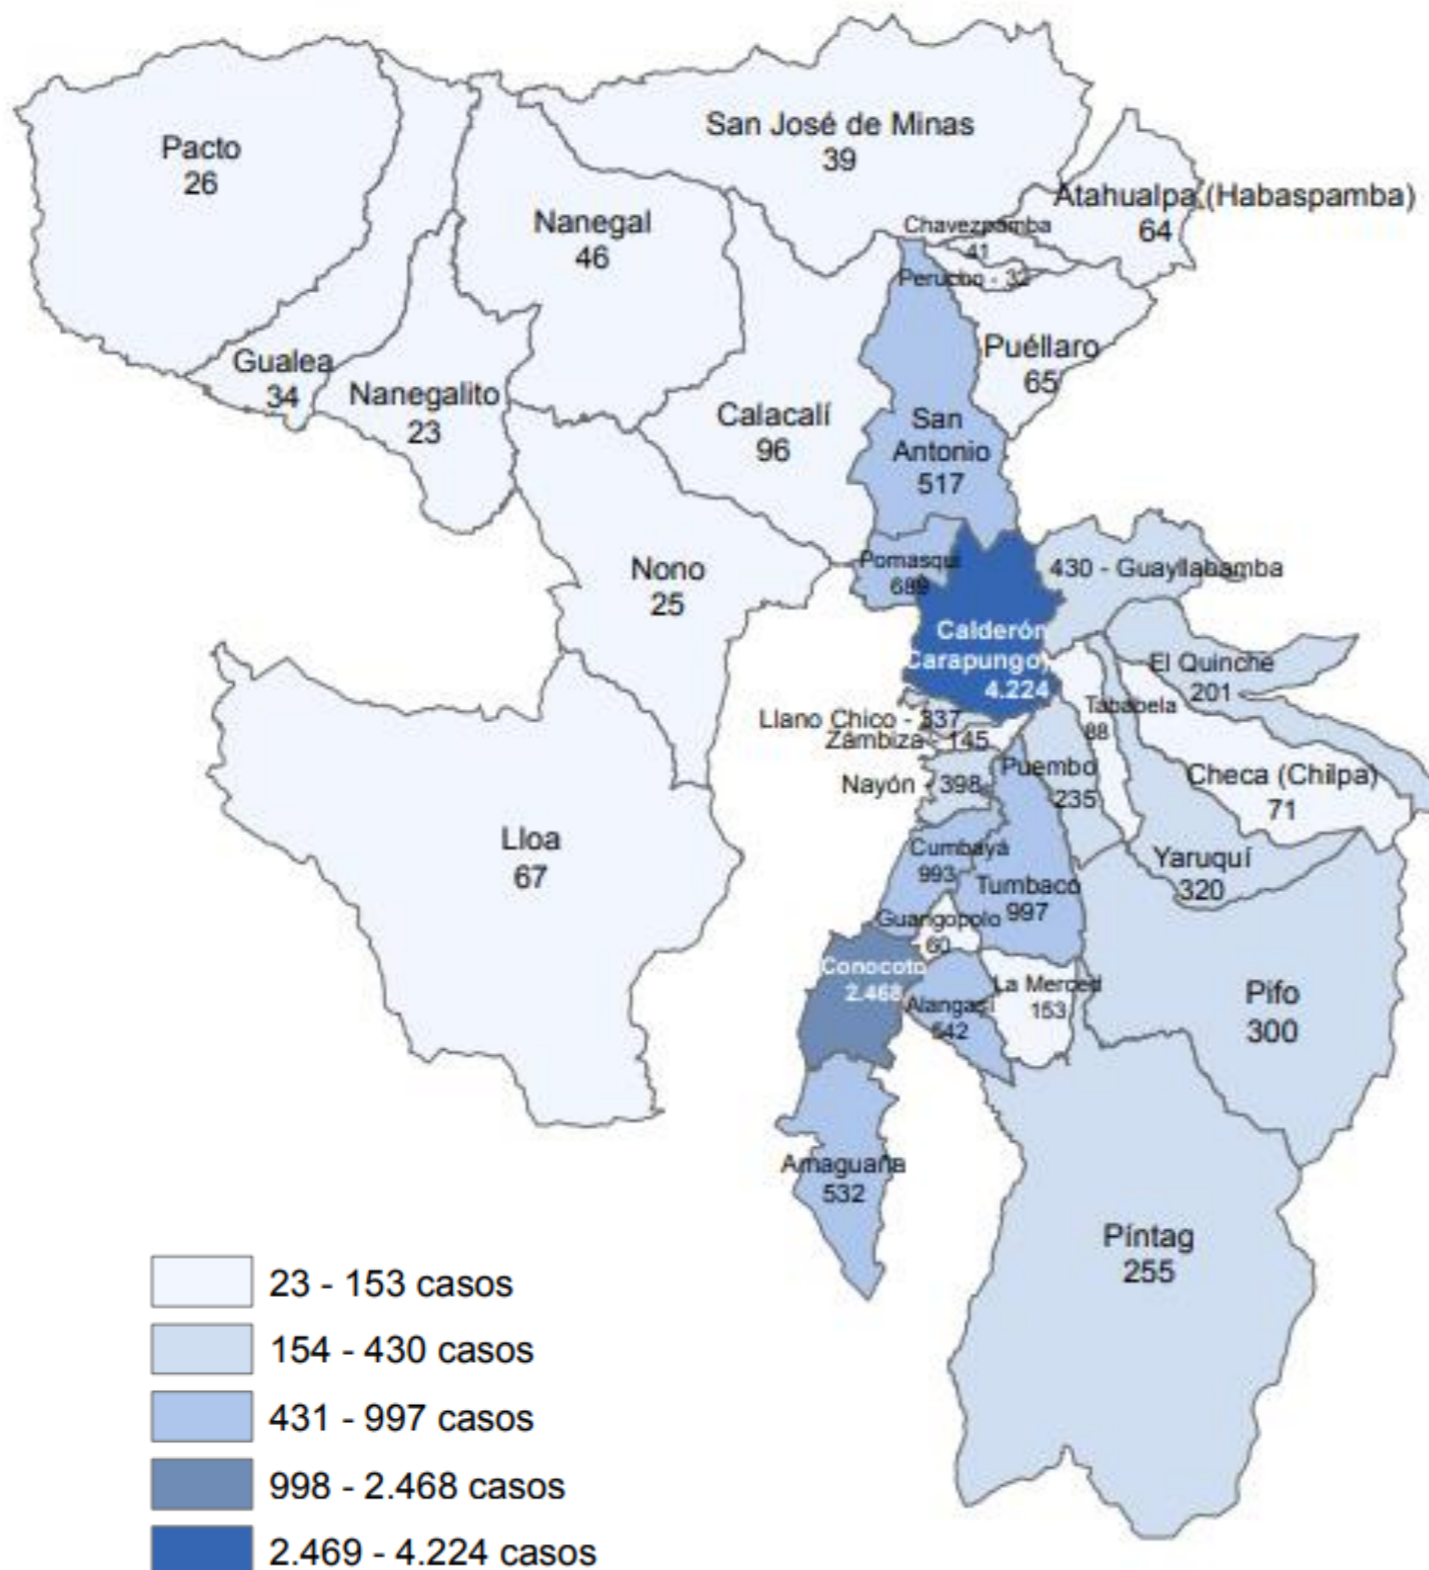 Pacto
26
San José de Minas
39
Atahualpa (Habaspamba)
64
Nanegal
46
Chavezpamba
41
Perucho - 32
Puéllaro
65
Gualea
34
Nanegalito
23
Calacalí
96
San
Antonio
517
Nono
25
Pomasqui
689
430 - Guayllabamba
Calderón
(Carapungo)
4.224
El Quinche
201
Tababela
88
Llano Chico - 337
Zámbiza - 145
Nayón - 398
Puembo
235
Checa (Chilpa)
71
Lloa
67
Cumbayá
993
Tumbaco
997
Yaruquí
320
Guangopolo
60
Conocoto
2.468
Alangasí
542
La Merced
153
Pifo
300
Amaguaña
532
Píntag
255
23 - 153 casos
154 - 430 casos
431 - 997 casos
998 - 2.468 casos
2.469 - 4.224 casos